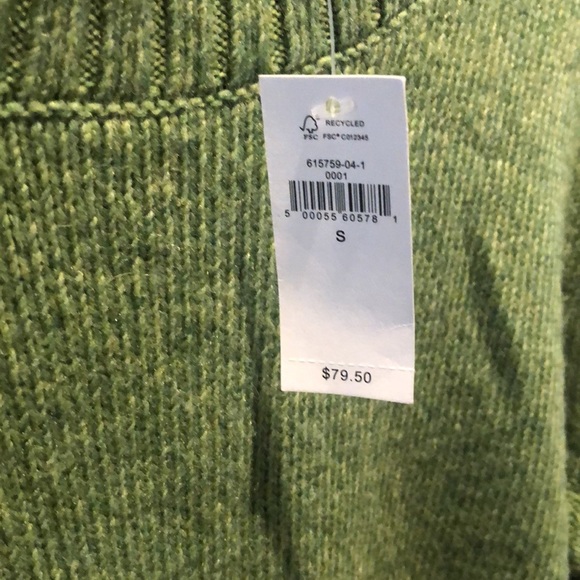 RECYCLED
FSC FSC® C012345
615759-04-1
0001
5 00055 60578 1
S
$79.50